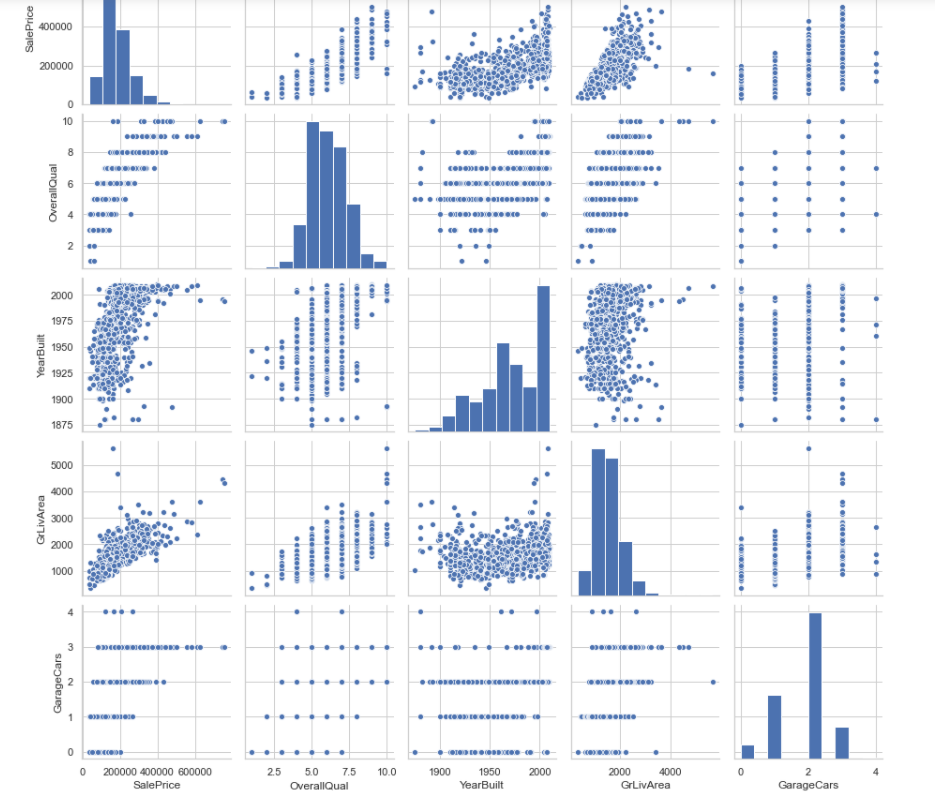 SalePrice
400000
200000
0
OverallQual
10
8
6
4
2
YearBuilt
2000
1975
1950
1925
1900
1875
GrLivArea
5000
4000
3000
2000
1000
GarageCars
4
3
2
1
0
0 200000 400000 600000
2.5 5.0 7.5 10.0
1900 1950 2000
2000 4000
0 2 4
SalePrice OverallQual YearBuilt GrLivArea GarageCars